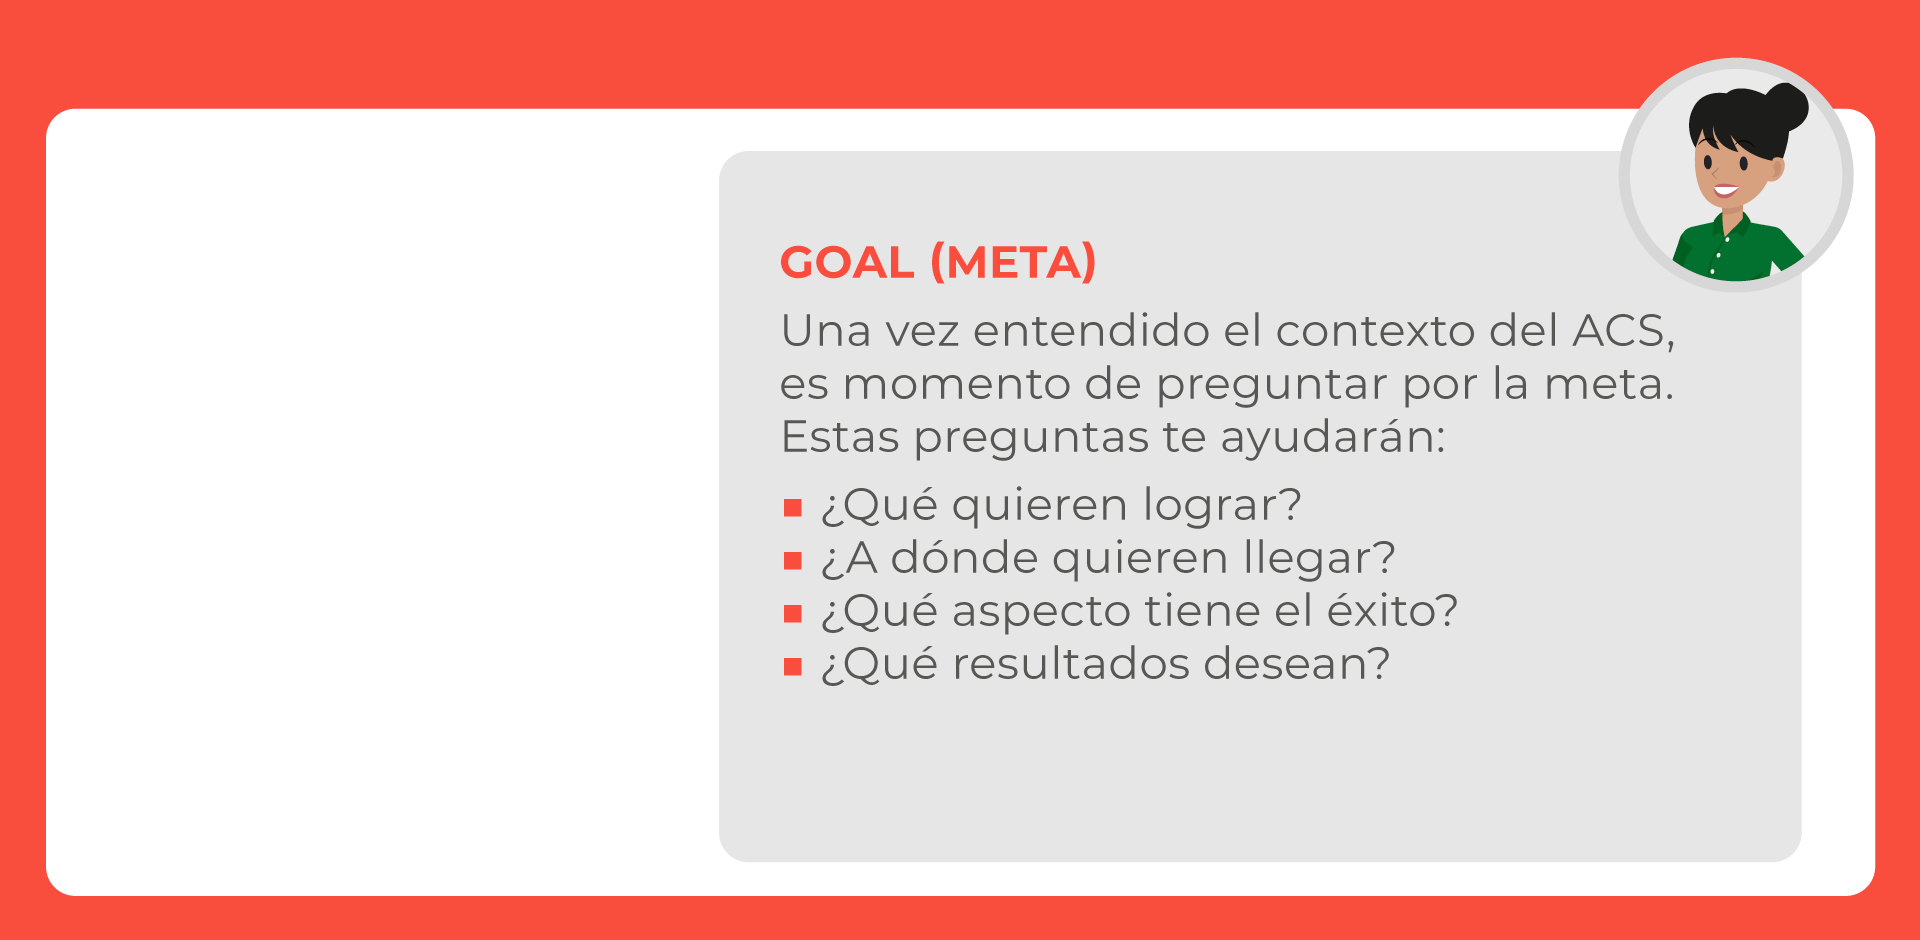 GOAL (META)
Una vez entendido el contexto del ACS,
es momento de preguntar por la meta.
Estas preguntas te ayudarán:
¿Qué quieren lograr?
¿A dónde quieren llegar?
¿Qué aspecto tiene el éxito?
¿Qué resultados desean?